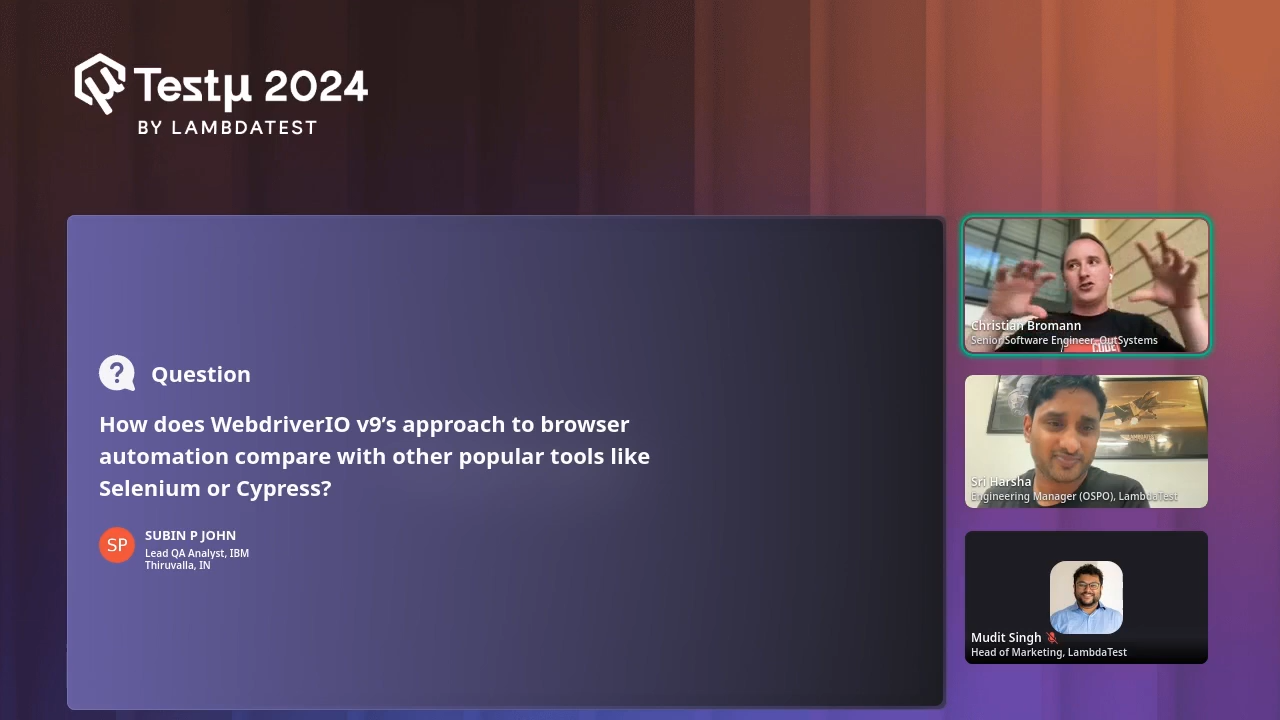 Testμ 2024
BY LAMBDATEST
Question
How does WebdriverIO v9’s approach to browser
automation compare with other popular tools like
Selenium or Cypress?
SP
SUBIN P JOHN
Lead QA Analyst, IBM
Thiruvalla, IN
Christian Bromann
Senior Software Engineer, OutSystems
Sri Harsha
Engineering Manager (OSPO), LambdaTest
Mudit Singh
Head of Marketing, LambdaTest